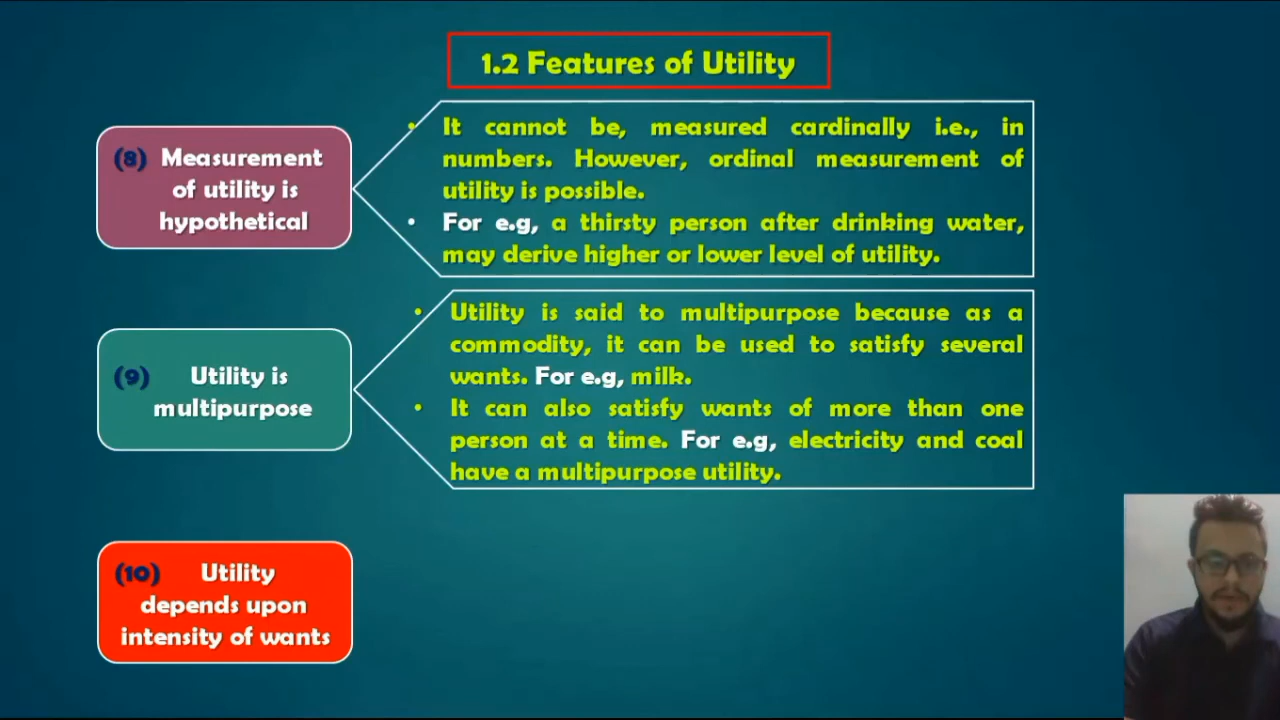 1.2 Features of Utility
(8) Measurement
of utility is
hypothetical
• It cannot be, measured cardinally i.e., in
numbers. However, ordinal measurement of
utility is possible.
• For e.g, a thirsty person after drinking water,
may derive higher or lower level of utility.
(9) Utility is
multipurpose
• Utility is said to multipurpose because as a
commodity, it can be used to satisfy several
wants. For e.g, milk.
• It can also satisfy wants of more than one
person at a time. For e.g, electricity and coal
have a multipurpose utility.
(10) Utility
depends upon
intensity of wants